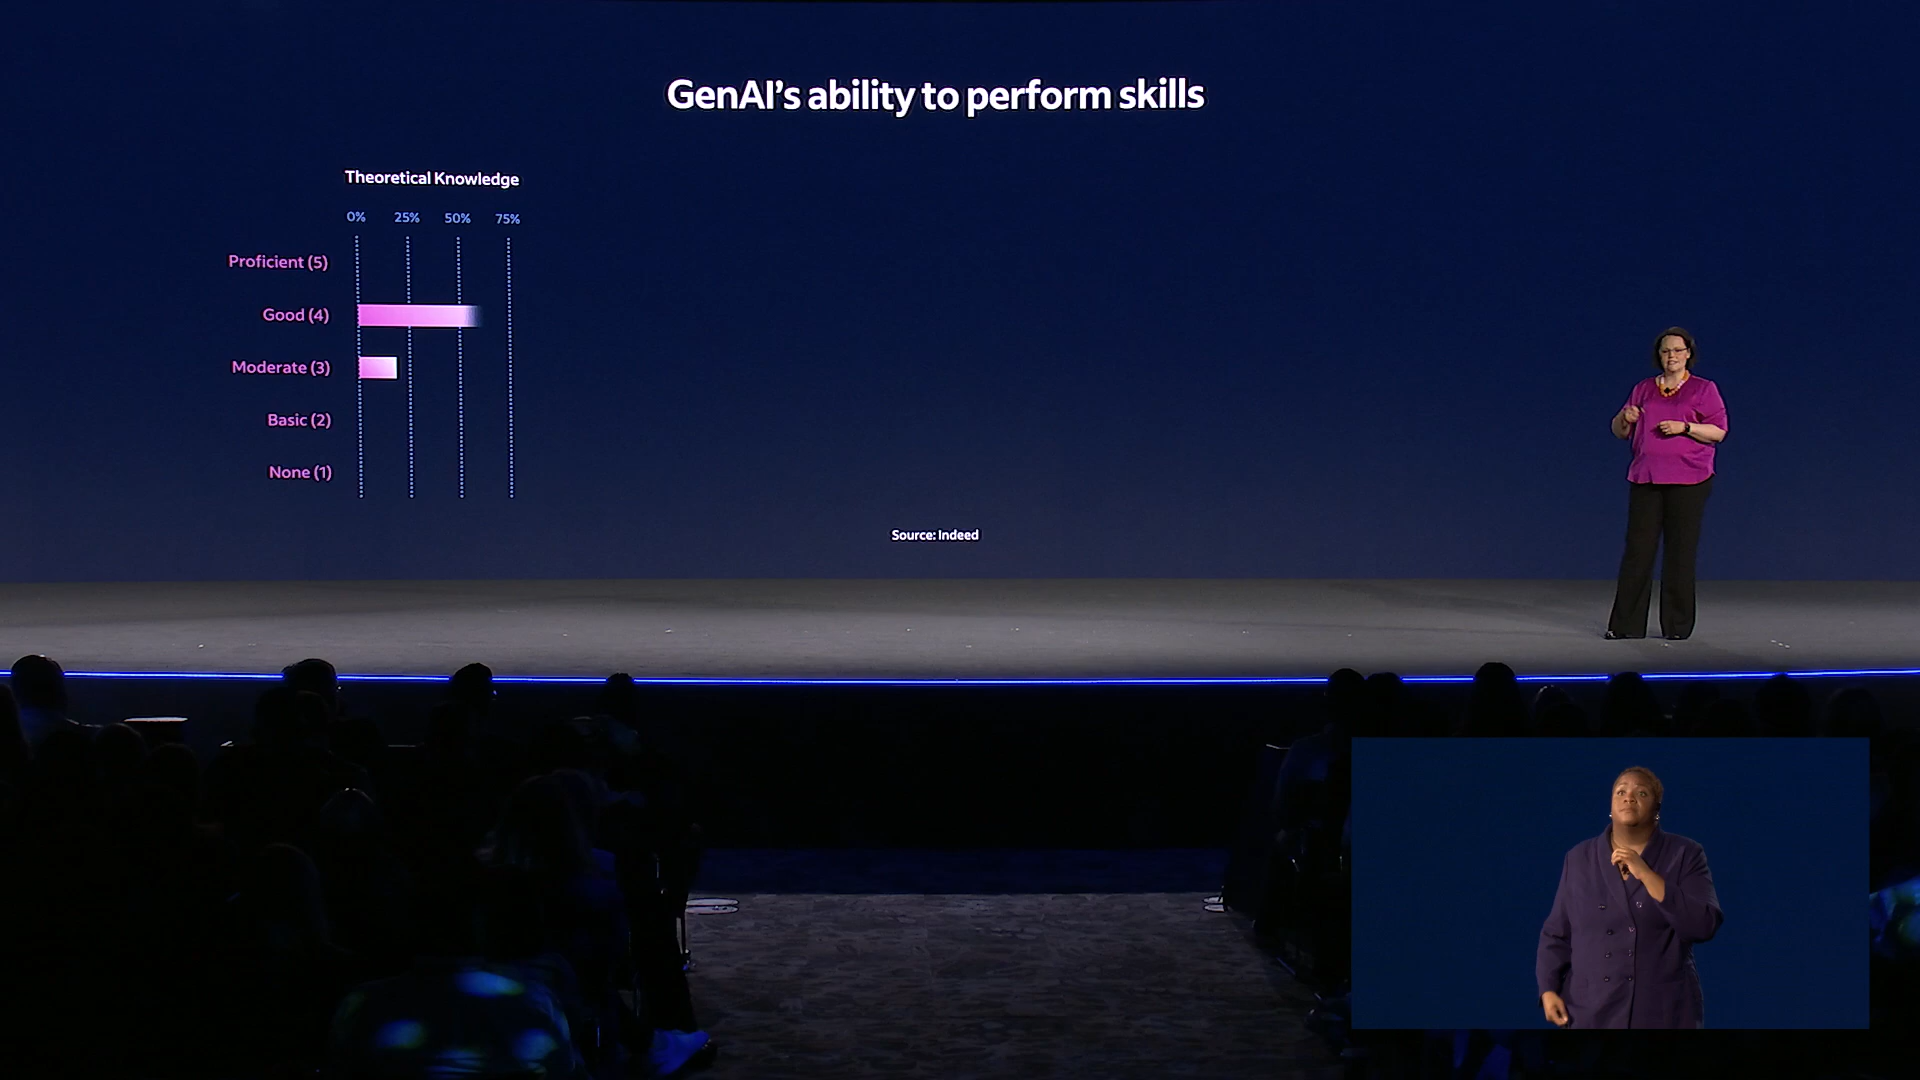 GenAI's ability to perform skills
Theoretical Knowledge
0% 25% 50% 75%
Proficient (5)
Good (4)
Moderate (3)
Basic (2)
None (1)
Source: Indeed